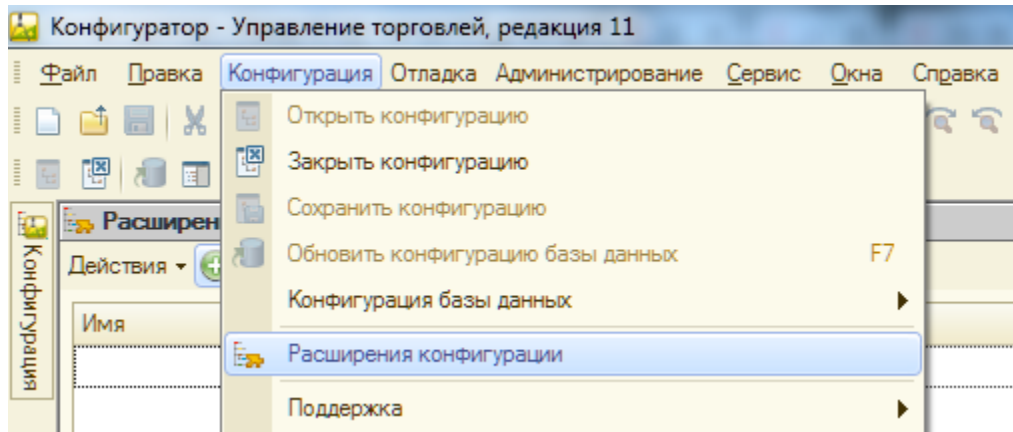 Конфигуратор - Управление торговлей, редакция 11
Файл Правка Конфигурация Отладка Администрирование Сервис Окна Справка
Открыть конфигурацию
Закрыть конфигурацию
Сохранить конфигурацию
Обновить конфигурацию базы данных F7
Конфигурация базы данных
Расширения конфигурации
Поддержка
Конфигурация
Расширен
Действия
Имя